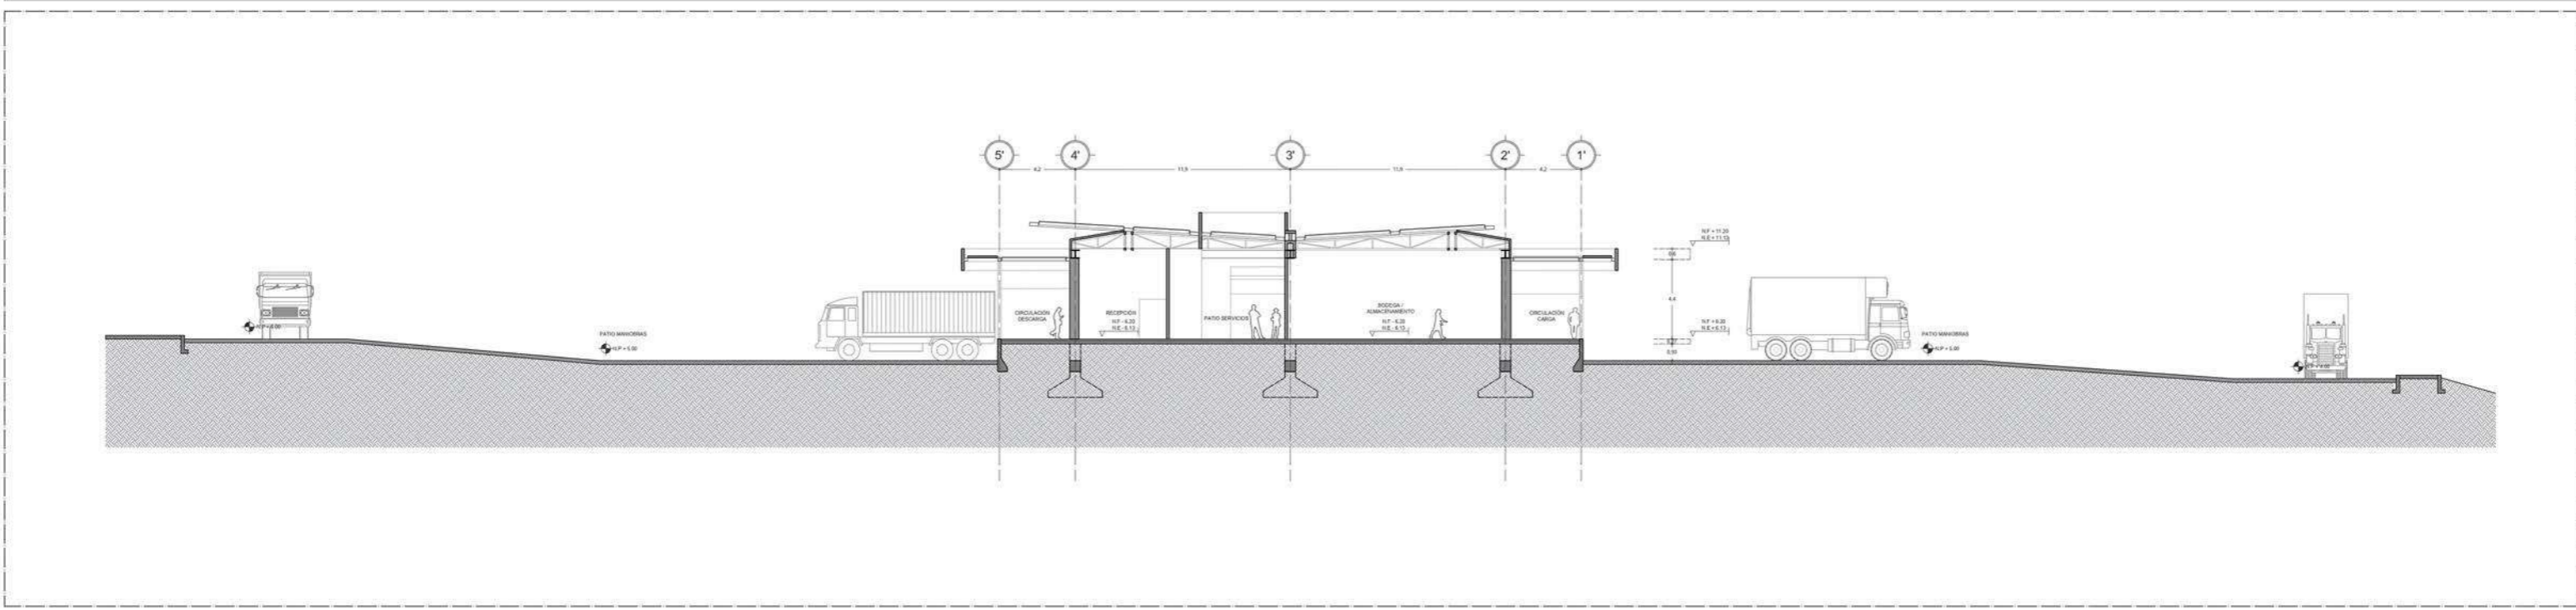 5'
4'
3'
2'
1'
4,2
11,9
11,9
4,2
N.F + 11.20
N.E + 11.13
4,4
BODEGA /
ALMACENAMIENTO
N.F - 6.20
N.E - 6.13
CIRCULACIÓN
DESCARGA
RECEPCIÓN
N.F - 6.20
N.E - 6.13
PATIO SERVICIOS
CIRCULACIÓN
CARGA
N.F + 6.20
N.E + 6.13
PATIO MANIOBRAS
N.P + 5.00
PATIO MANIOBRAS
N.P + 5.00